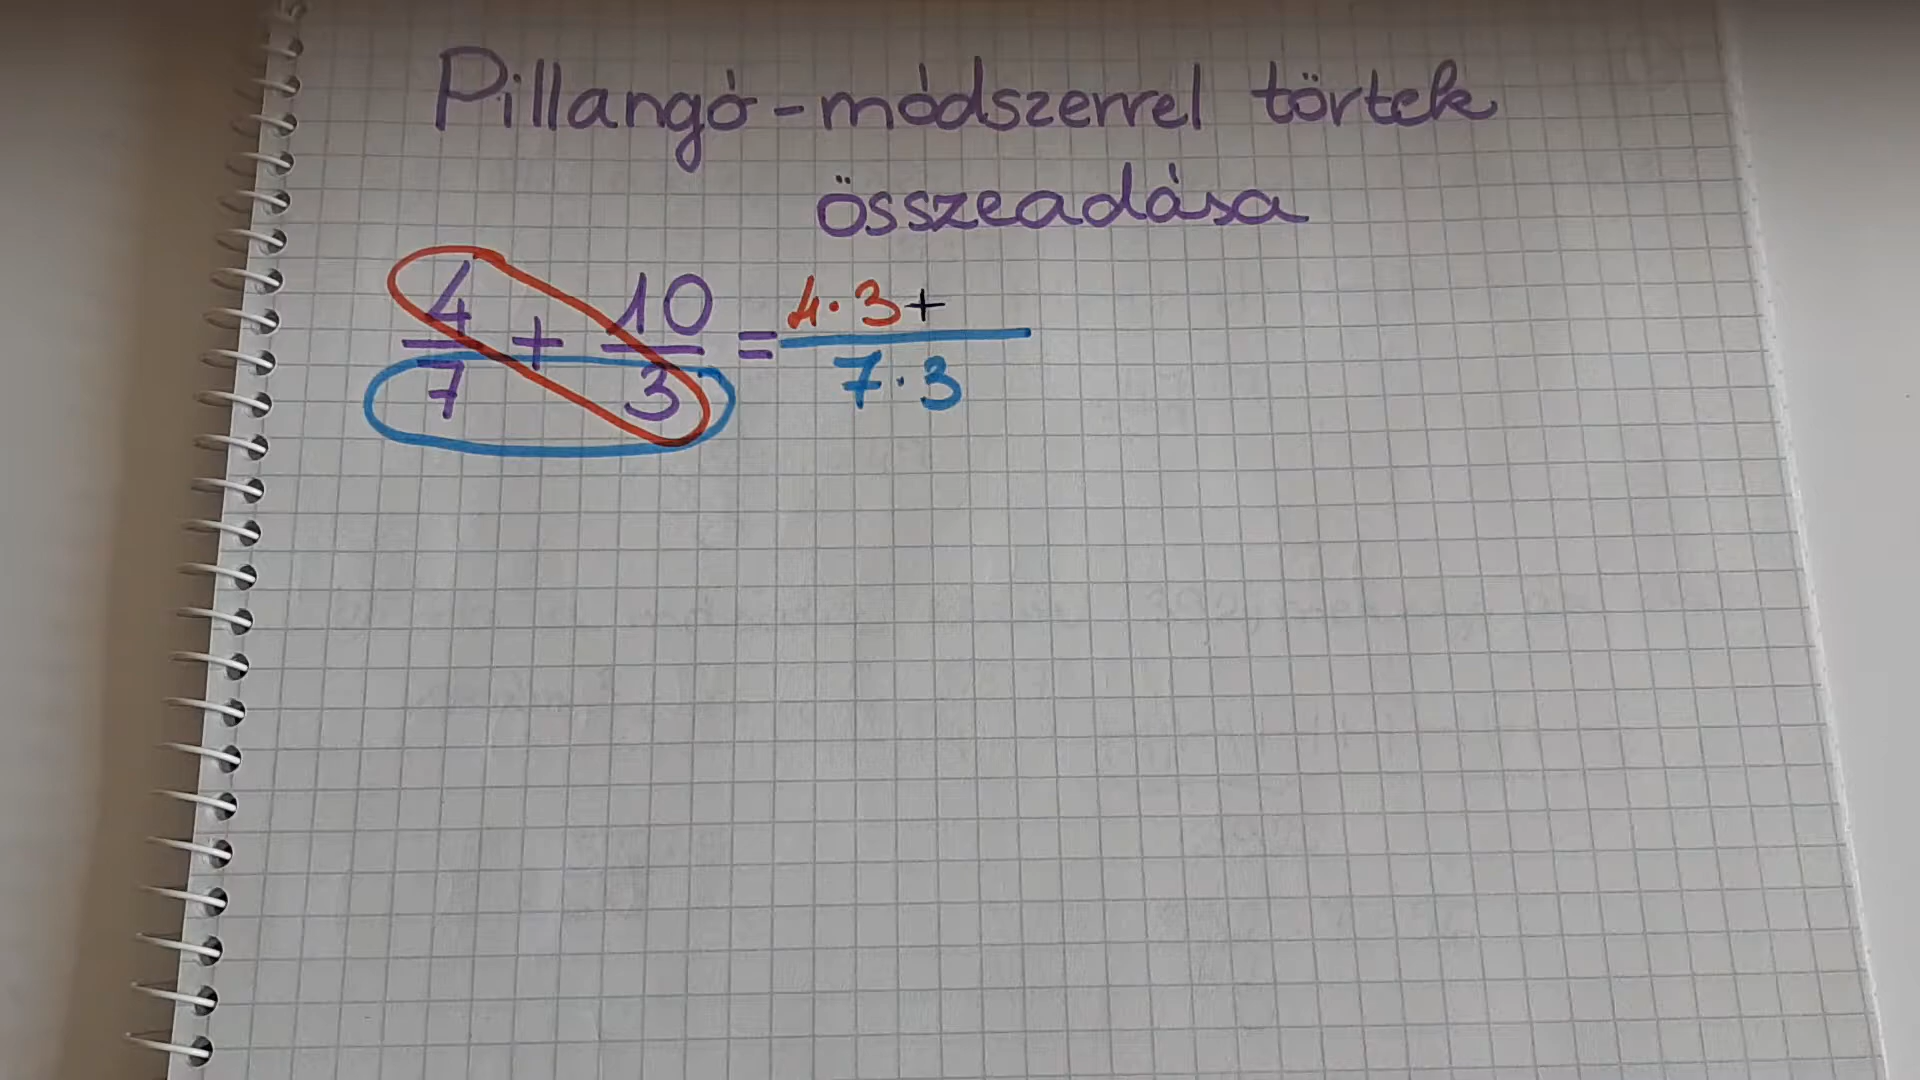 Pillangó-módszerrel törtek
összeadása
4/7 + 10/3 = 4·3+ / 7·3